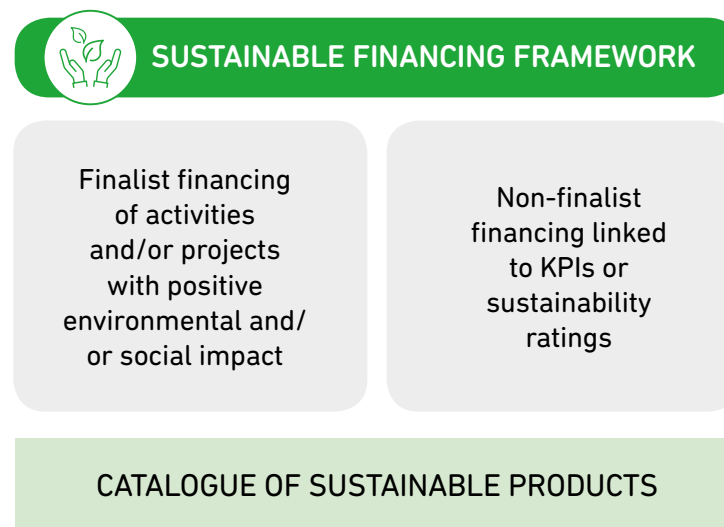 SUSTAINABLE FINANCING FRAMEWORK
Finalist financing
of activities
and/or projects
with positive
environmental and/
or social impact
Non-finalist
financing linked
to KPIs or
sustainability
ratings
CATALOGUE OF SUSTAINABLE PRODUCTS